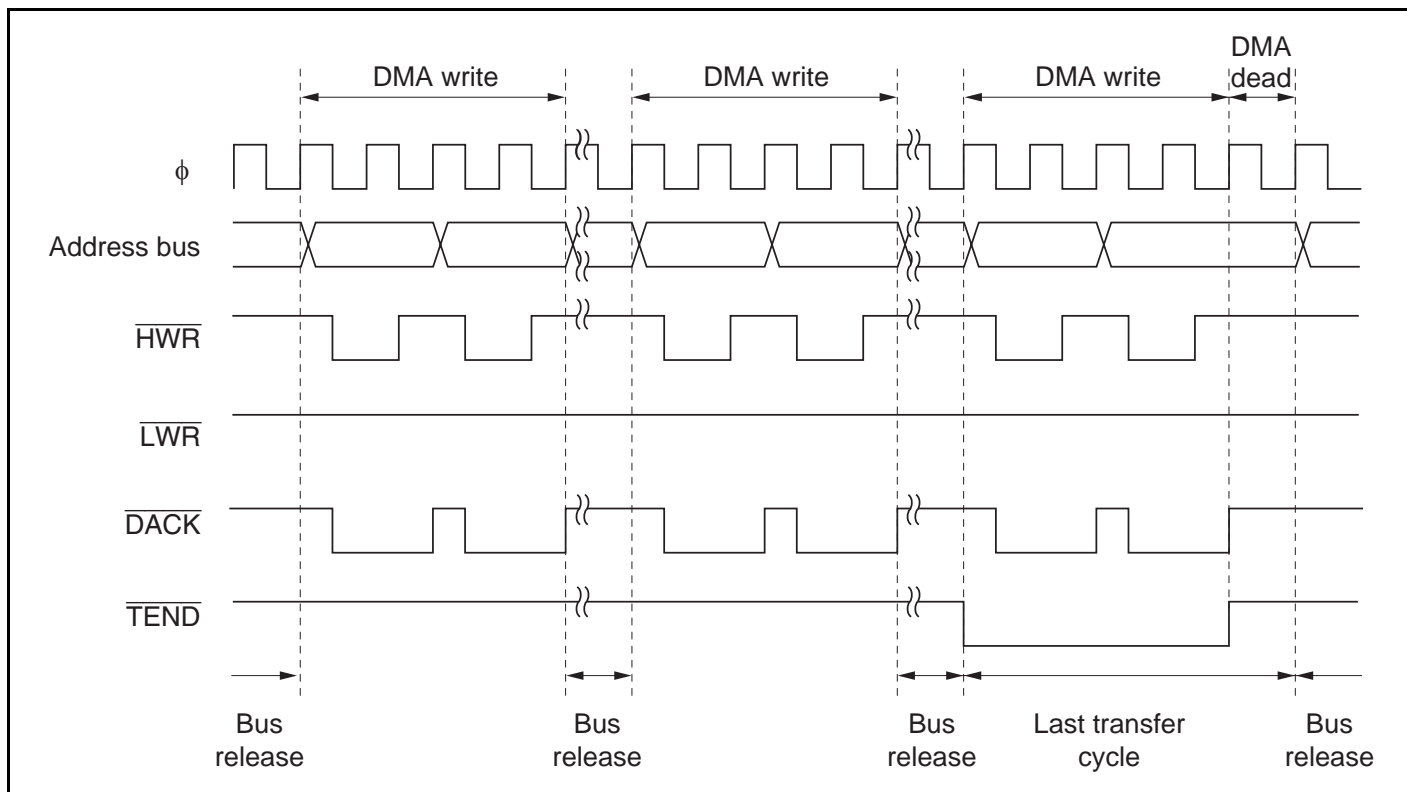 DMA write
DMA write
DMA write
DMA
dead
ϕ
Address bus
HWR
LWR
DACK
TEND
Bus
release
Bus
release
Bus
release
Last transfer
cycle
Bus
release